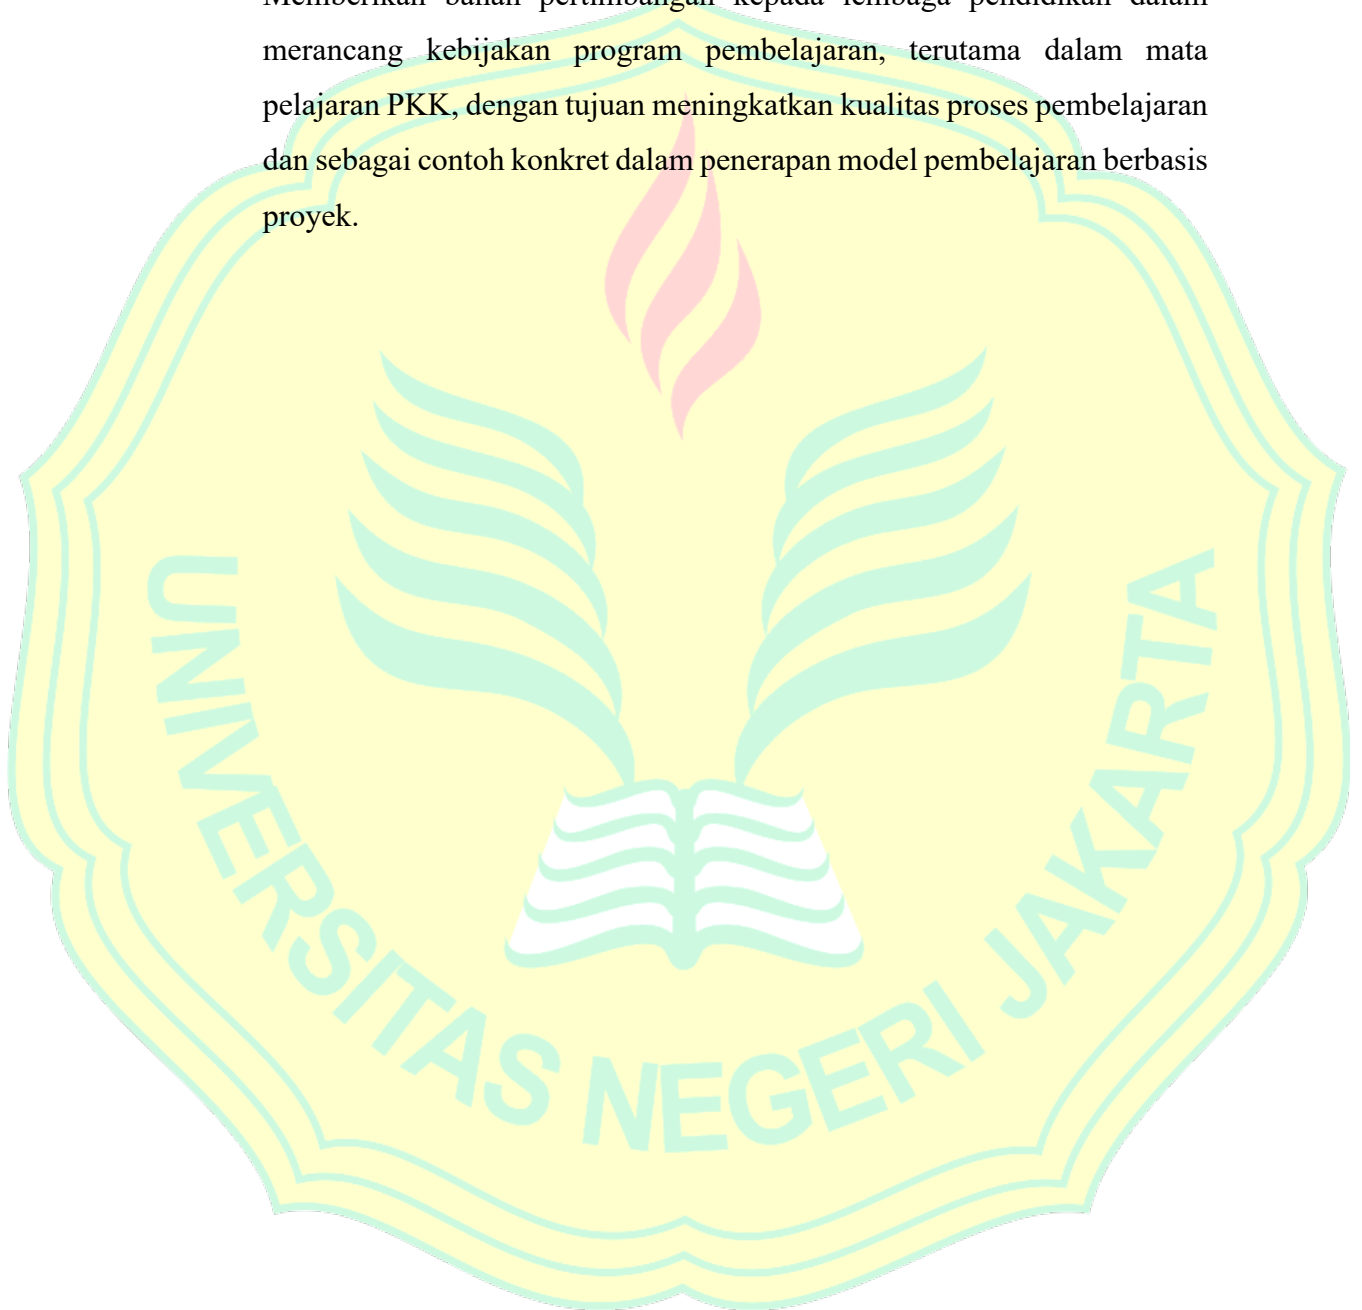 Memberikan bahan pertimbangan kepada lembaga pendidikan dalam
merancang kebijakan program pembelajaran, terutama dalam mata
pelajaran PKK, dengan tujuan meningkatkan kualitas proses pembelajaran
dan sebagai contoh konkret dalam penerapan model pembelajaran berbasis
proyek.
UNIVERSITAS NEGERI JAKARTA